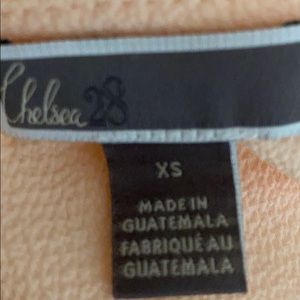 Chelsea28
XS
MADE IN
GUATEMALA
FABRIQUÉ AU
GUATEMALA